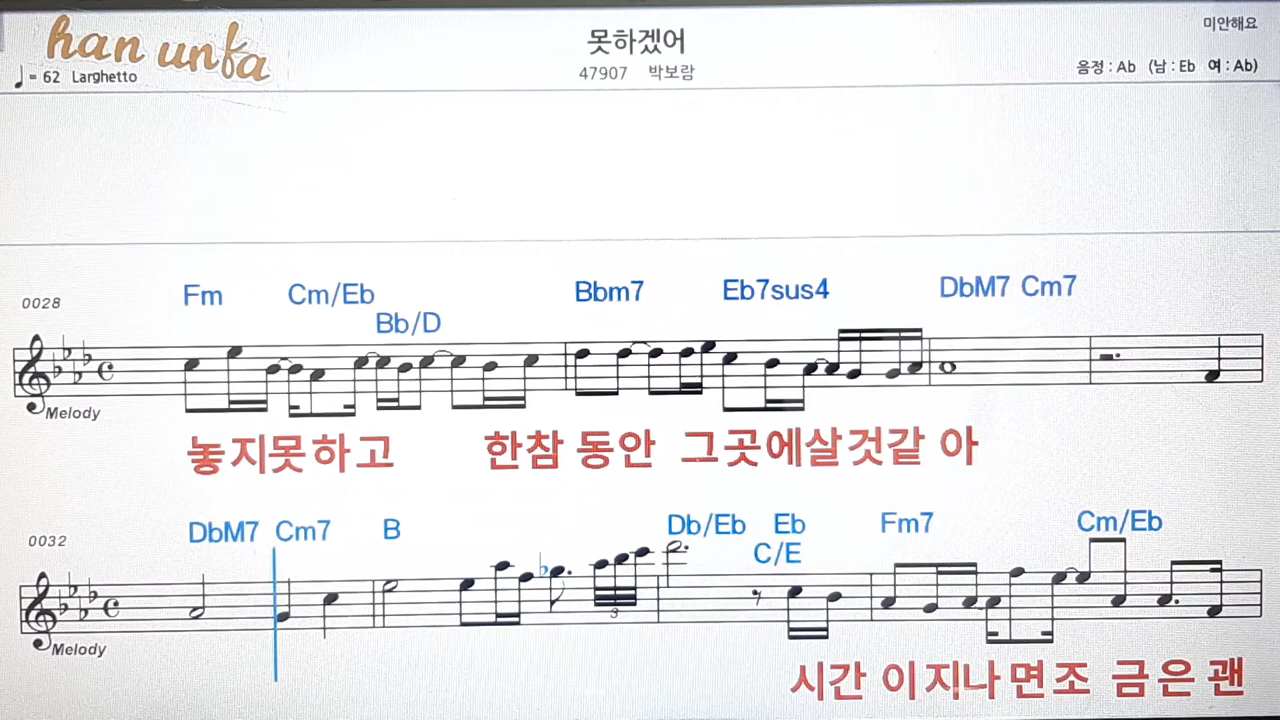 han unfa
못하겠어
미안해요
♩= 62 Larghetto
47907 박보람
음정 : Ab (남 : Eb 여 : Ab)
Fm Cm/Eb Bbm7 Eb7sus4 DbM7 Cm7
0028
Bb/D
Melody
놓지못하고 한참 동안 그곳에살것같 아
DbM7 Cm7 B Db/Eb Eb Fm7 Cm/Eb
0032
C/E
3
Melody
시간 이지나면조 금은 괜